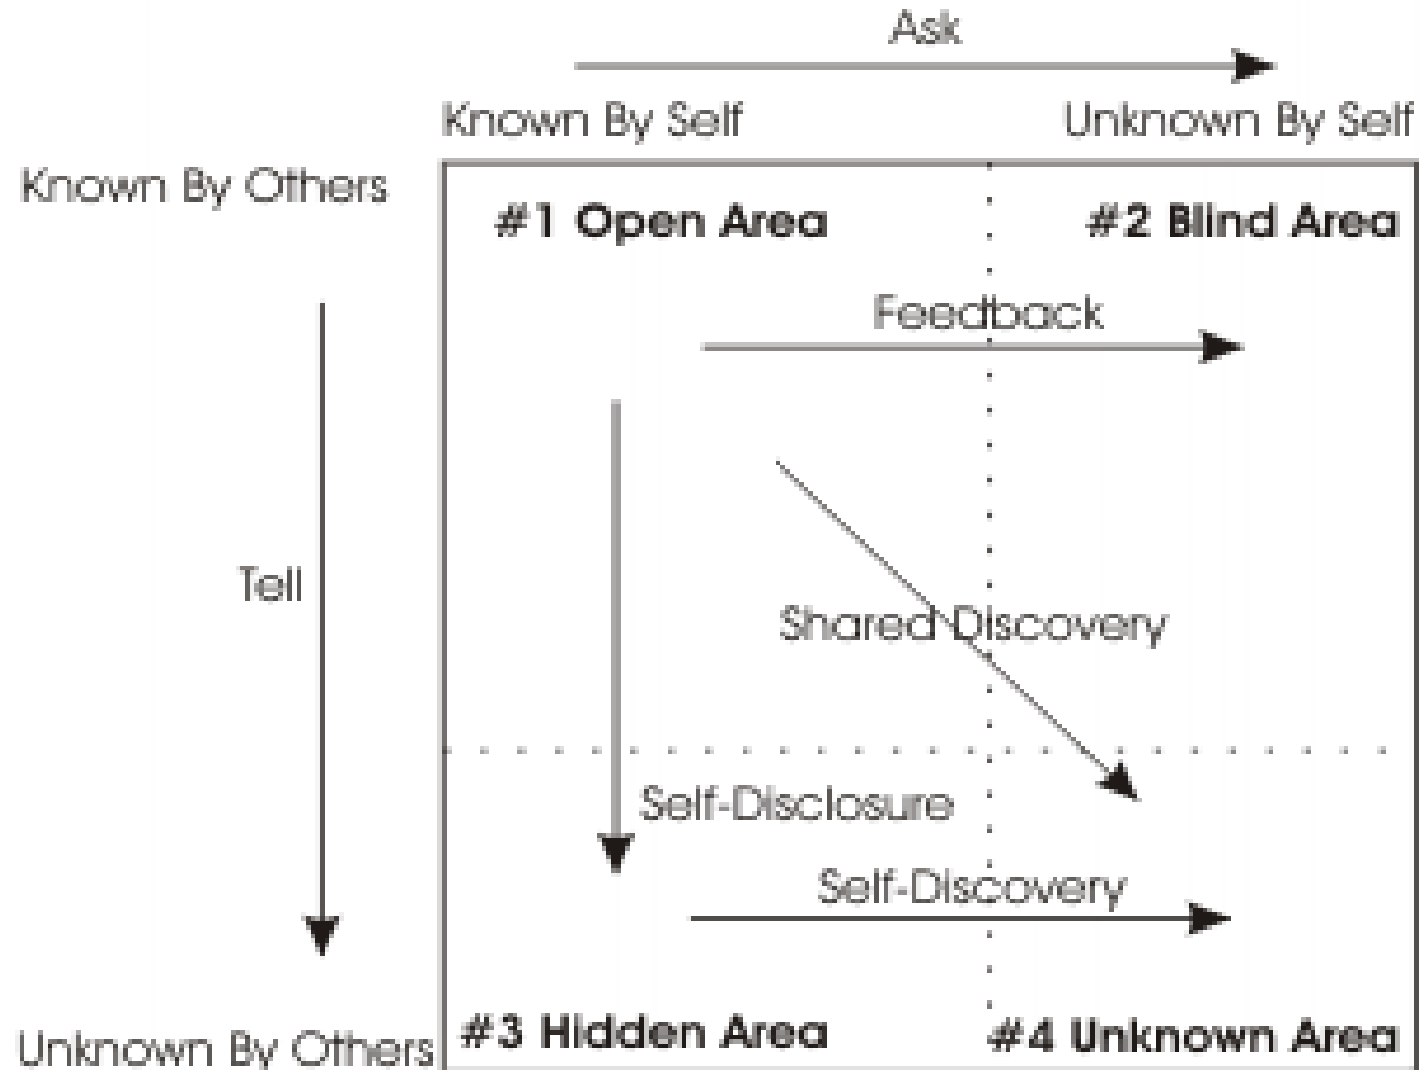 Ask
Known By Self Unknown By Self
Known By Others
#1 Open Area #2 Blind Area
Feedback
Tell
Shared Discovery
Self-Disclosure
Self-Discovery
Unknown By Others #3 Hidden Area #4 Unknown Area